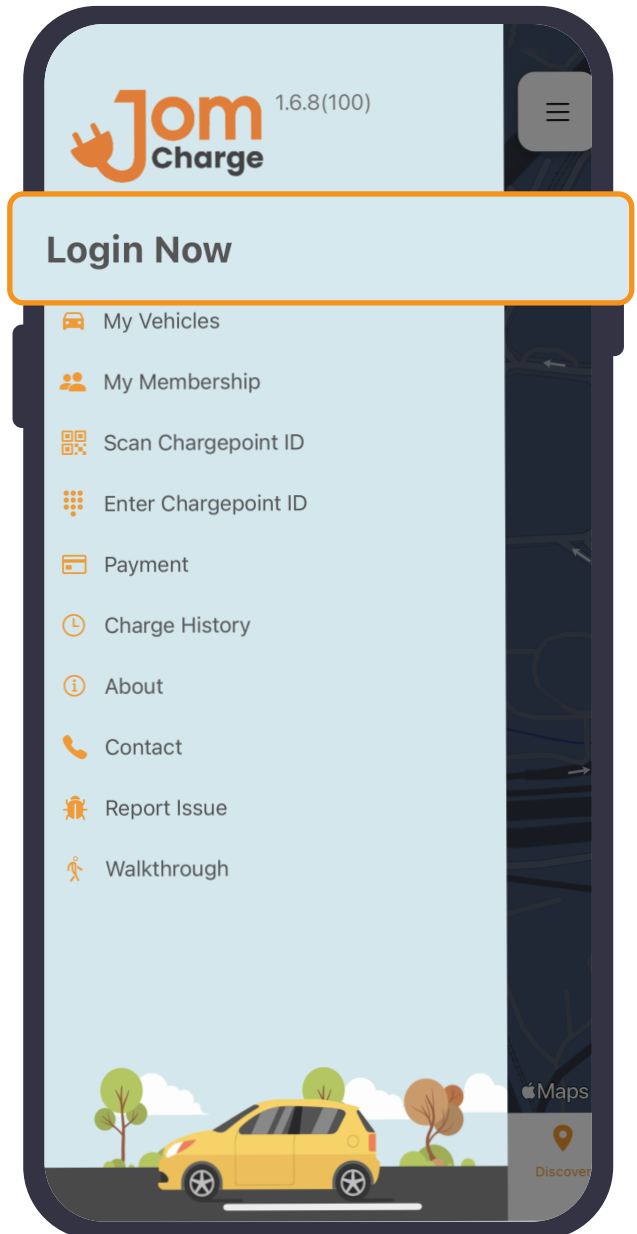 Jom
Charge
1.6.8(100)
Login Now
My Vehicles
My Membership
Scan Chargepoint ID
Enter Chargepoint ID
Payment
Charge History
About
Contact
Report Issue
Walkthrough
Maps
Discover